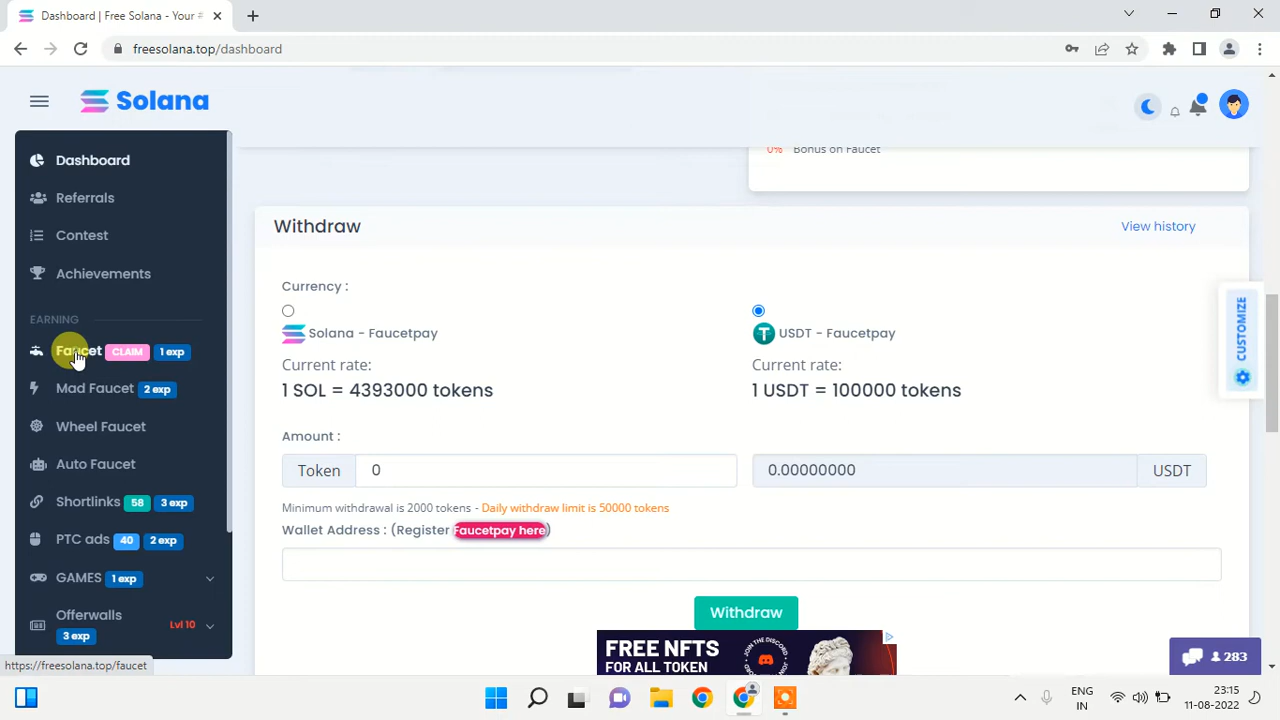 Dashboard | Free Solana - Your #
freesolana.top/dashboard
Solana
Dashboard
Referrals
Contest
Achievements
EARNING
Faucet CLAIM 1 exp
Mad Faucet 2 exp
Wheel Faucet
Auto Faucet
Shortlinks 58 3 exp
PTC ads 40 2 exp
GAMES 1 exp
Offerwalls Lvl 10
3 exp
https://freesolana.top/faucet
0% Bonus on Faucet
Withdraw View history
Currency :
Solana - Faucetpay USDT - Faucetpay
Current rate: Current rate:
1 SOL = 4393000 tokens 1 USDT = 100000 tokens
Amount :
Token 0 0.00000000 USDT
Minimum withdrawal is 2000 tokens - Daily withdraw limit is 50000 tokens
Wallet Address : (Register Faucetpay here)
Withdraw
FREE NFTS
FOR ALL TOKEN
JOIN THE DISCORD
CUSTOMIZE
283
ENG
IN
23:15
11-08-2022